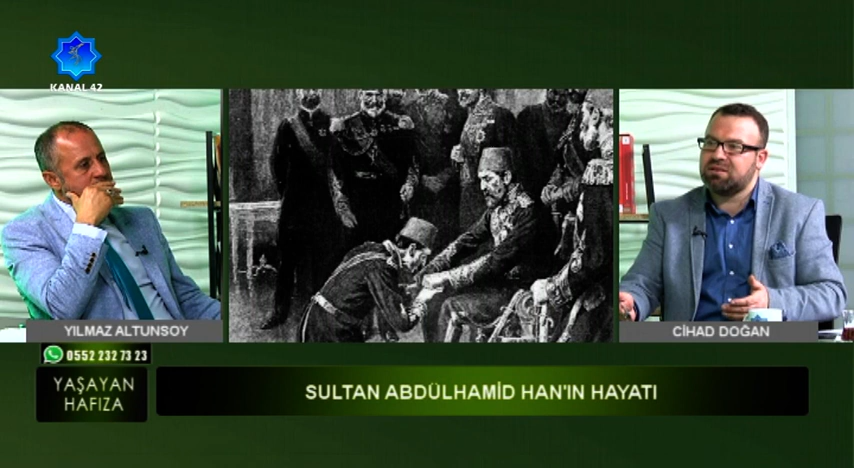 KANAL 42
YILMAZ ALTUNSOY
CİHAD DOĞAN
0552 232 73 23
YAŞAYAN
HAFIZA
SULTAN ABDÜLHAMİD HAN'IN HAYATI